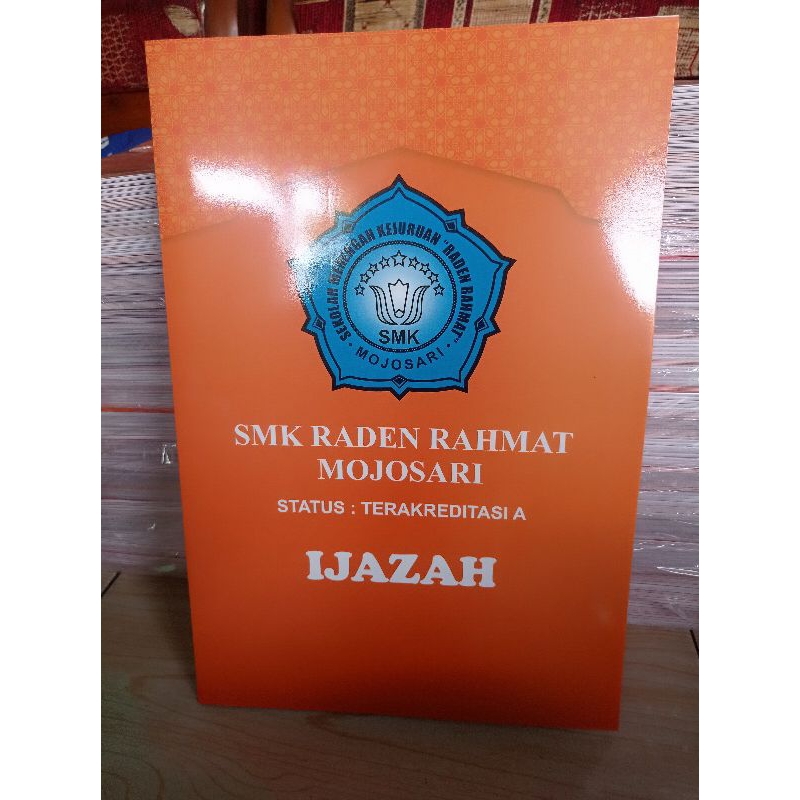 SEKOLAH MENENGAH KEJURUAN "RADEN RAHMAT"
SMK
MOJOSARI
SMK RADEN RAHMAT
MOJOSARI
STATUS : TERAKREDITASI A
IJAZAH